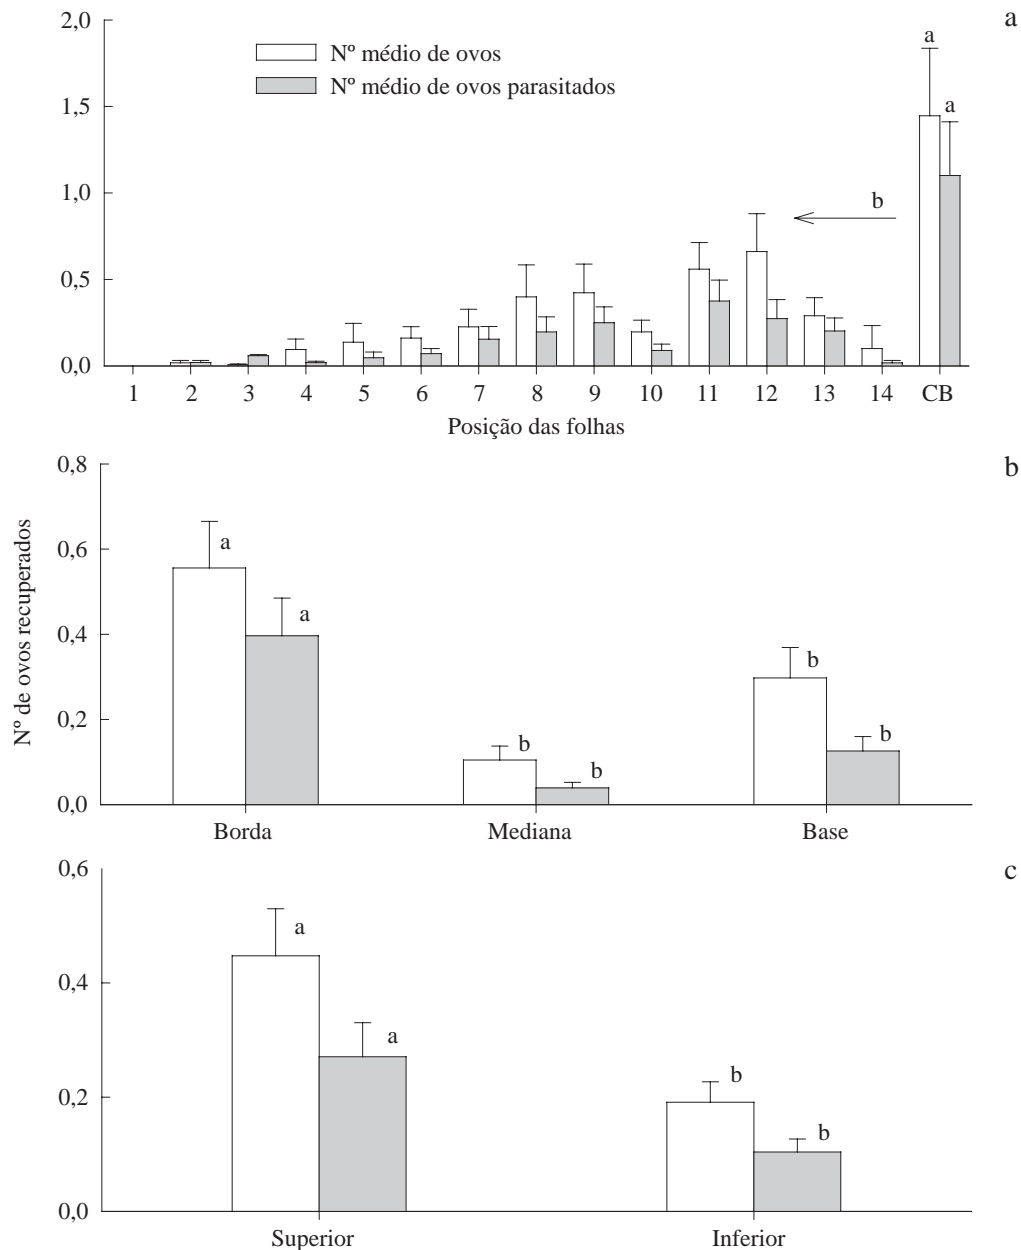 a
2,0
1,5
1,0
0,5
0,0
Nº médio de ovos
Nº médio de ovos parasitados
a
a
b
1 2 3 4 5 6 7 8 9 10 11 12 13 14 CB
Posição das folhas
Nº de ovos recuperados
b
0,8
0,6
0,4
0,2
0,0
a
a
b
b
b
b
Borda Mediana Base
c
0,6
0,4
0,2
0,0
a
a
b
b
Superior Inferior